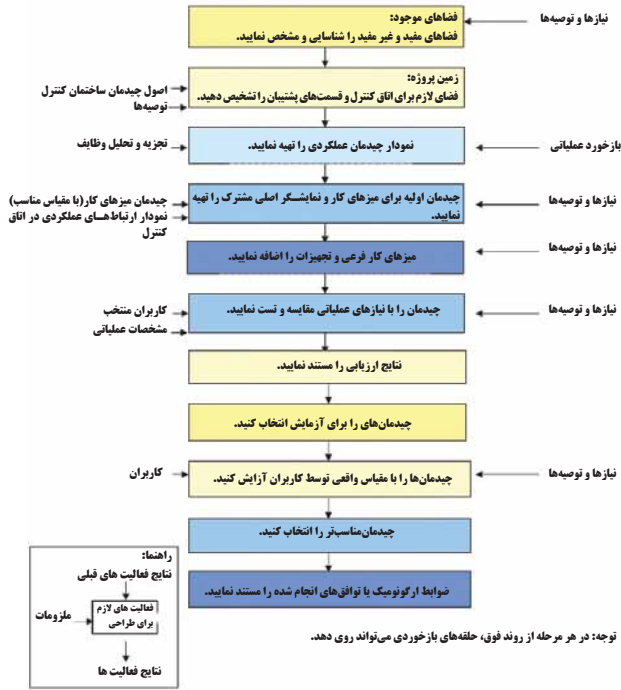 فضاهای موجود:
فضاهای مفید و غیر مفید را شناسایی و مشخص نمایید.
نیازها و توصیه‌ها
زمین پروژه:
فضای لازم برای اتاق کنترل و قسمت‌های پشتیبان را تشخیص دهید.
اصول چیدمان ساختمان کنترل
توصیه‌ها
نمودار چیدمان عملکردی را تهیه نمایید.
بازخورد عملیاتی
تجزیه و تحلیل وظایف
چیدمان اولیه برای میزهای کار و نمایشگر اصلی مشترک را تهیه
نمایید.
نیازها و توصیه‌ها
چیدمان میزهای کار(با مقیاس مناسب)
نمودار ارتباط‌هـای عملکردی در اتاق
کنترل
میزهای کار فرعی و تجهیزات را اضافه نمایید.
نیازها و توصیه‌ها
چیدمان را با نیازهای عملیاتی مقایسه و تست نمایید.
نیازها و توصیه‌ها
کاربران منتخب
مشخصات عملیاتی
نتایج ارزیابی را مستند نمایید.
چیدمان‌های را برای آزمایش انتخاب کنید.
چیدمان‌ها را با مقیاس واقعی توسط کاربران آزایش کنید.
نیازها و توصیه‌ها
کاربران
چیدمان‌مناسب‌تر را انتخاب کنید.
ضوابط ارگونومیک یا توافق‌های انجام شده را مستند نمایید.
توجه: در هر مرحله از روند فوق، حلقه‌های بازخوردی می‌تواند روی دهد.
راهنما:
نتایج فعالیت های قبلی
فعالیت های لازم
برای طراحی
ملزومات
نتایج فعالیت ها